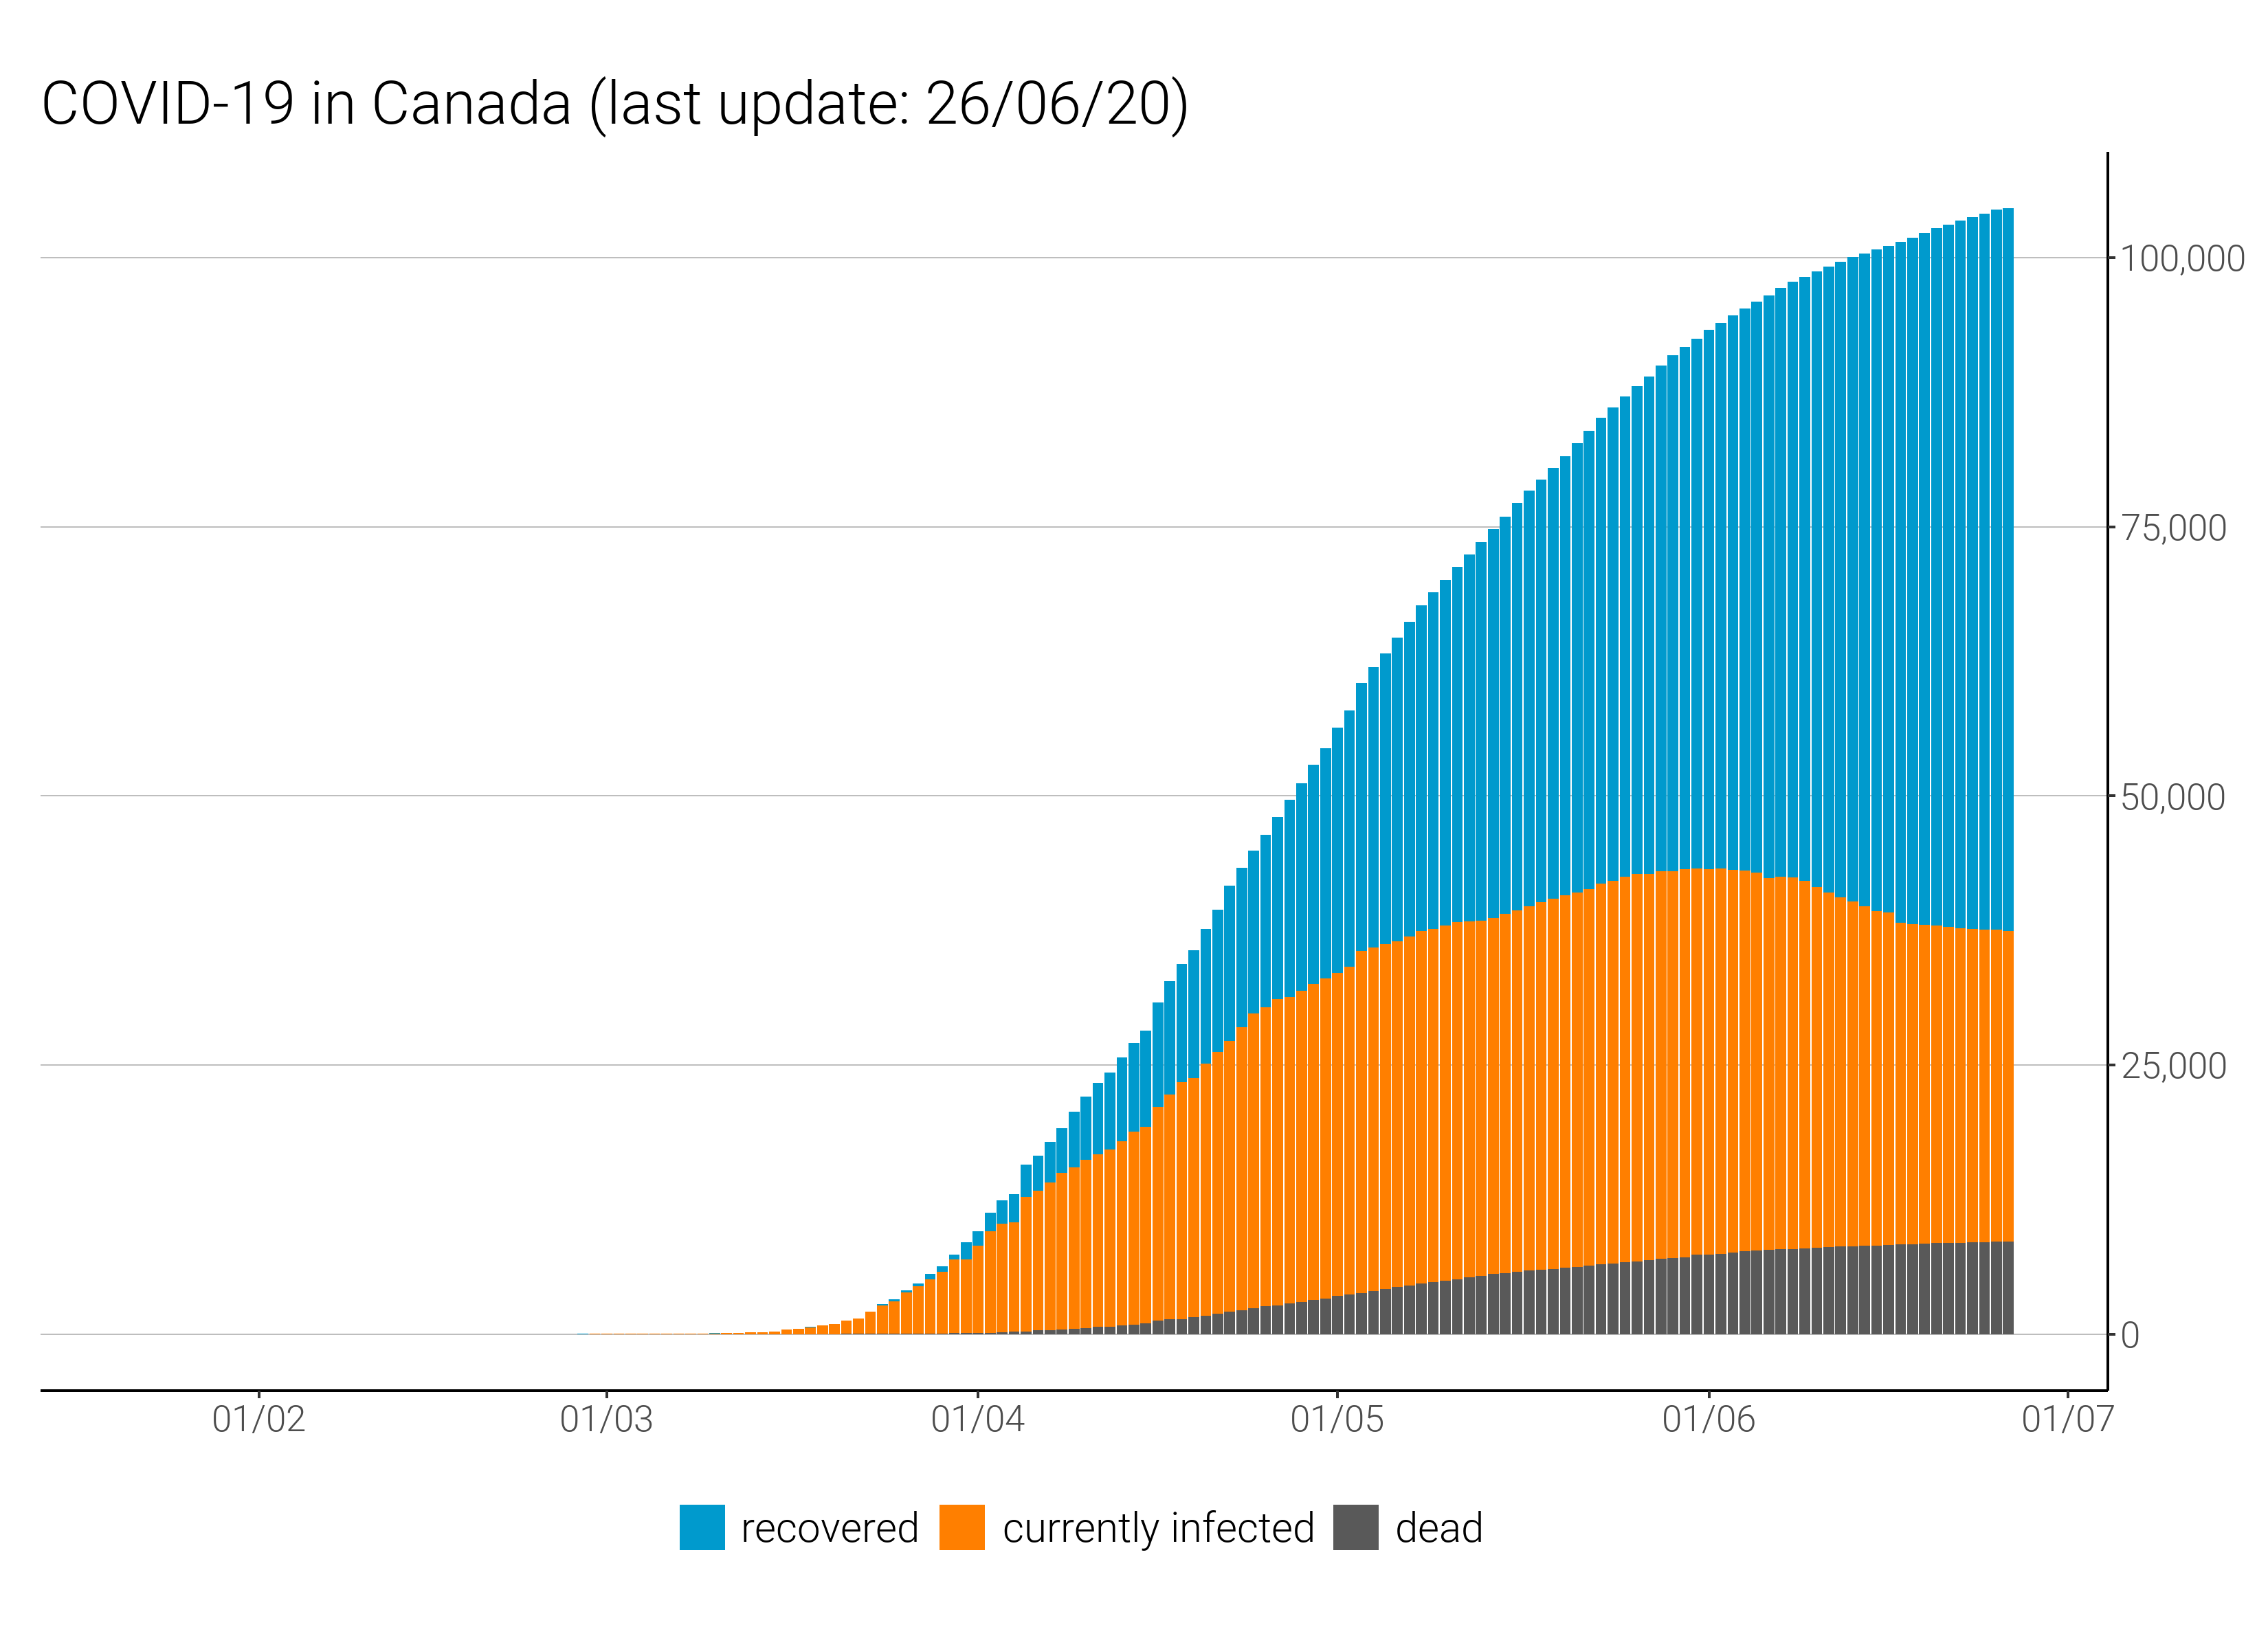 COVID-19 in Canada (last update: 26/06/20)
100,000
75,000
50,000
25,000
0
01/02 01/03 01/04 01/05 01/06 01/07
recovered currently infected dead